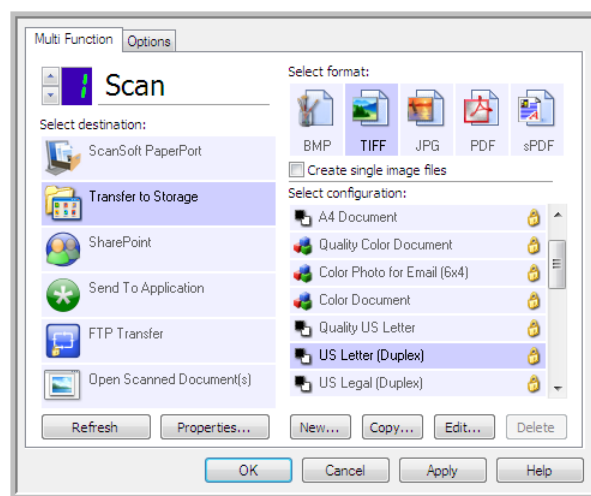 Multi Function
Options
1
Scan
Select destination:
ScanSoft PaperPort
Transfer to Storage
SharePoint
Send To Application
FTP Transfer
Open Scanned Document(s)
Refresh
Properties...
Select format:
BMP
TIFF
JPG
PDF
sPDF
Create single image files
Select configuration:
A4 Document
Quality Color Document
Color Photo for Email (6x4)
Color Document
Quality US Letter
US Letter (Duplex)
US Legal (Duplex)
New...
Copy...
Edit...
Delete
OK
Cancel
Apply
Help